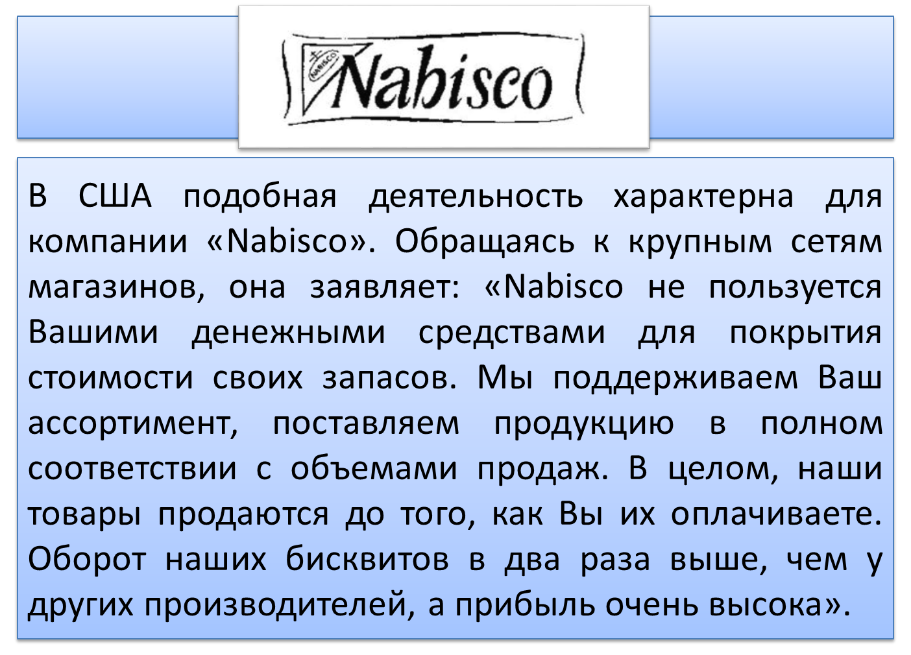 NABISCO
Nabisco
В США подобная деятельность характерна для
компании «Nabisco». Обращаясь к крупным сетям
магазинов, она заявляет: «Nabisco не пользуется
Вашими денежными средствами для покрытия
стоимости своих запасов. Мы поддерживаем Ваш
ассортимент, поставляем продукцию в полном
соответствии с объемами продаж. В целом, наши
товары продаются до того, как Вы их оплачиваете.
Оборот наших бисквитов в два раза выше, чем у
других производителей, а прибыль очень высока».